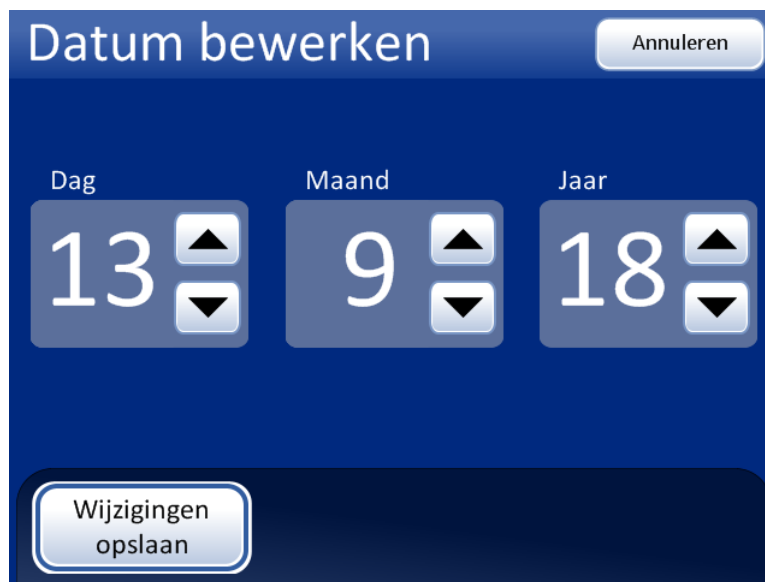 Datum bewerken
Annuleren
Dag
Maand
Jaar
13
9
18
Wijzigingen
opslaan